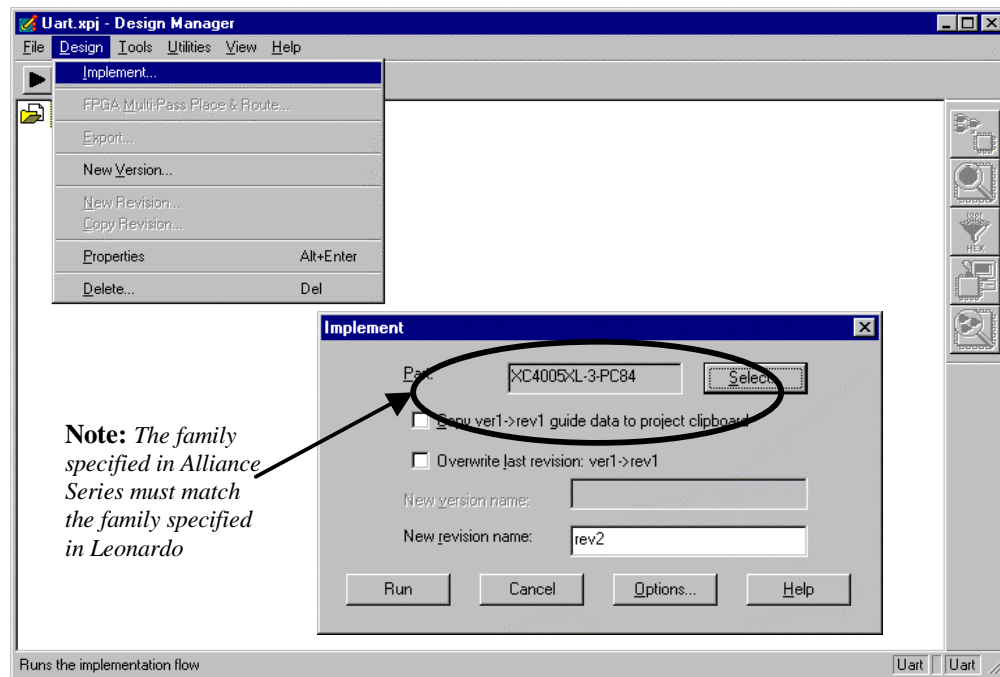 Uart.xpj - Design Manager
File Design Tools Utilities View Help
Implement...
FPGA Multi-Pass Place & Route...
Export...
New Version...
New Revision...
Copy Revision...
Properties Alt+Enter
Delete... Del
HEX
Implement
Part: XC4005XL-3-PC84 Select...
Copy ver1->rev1 guide data to project clipboard
Overwrite last revision: ver1->rev1
New version name:
New revision name: rev2
Run Cancel Options... Help
Note: The family
specified in Alliance
Series must match
the family specified
in Leonardo
Runs the implementation flow Uart Uart